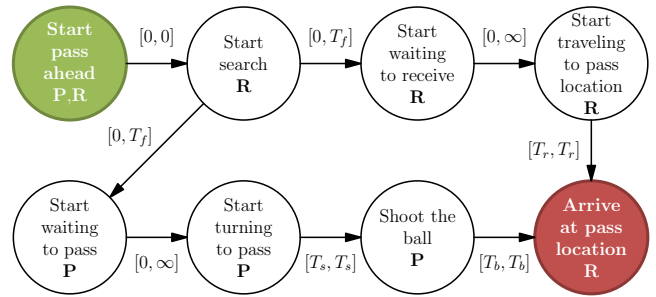 Start
pass
ahead
P,R
[0, 0]
Start
search
R
[0, T_f]
Start
waiting
to receive
R
[0, ∞]
Start
traveling
to pass
location
R
[0, T_f]
[T_r, T_r]
Start
waiting
to pass
P
[0, ∞]
Start
turning
to pass
P
[T_s, T_s]
Shoot the
ball
P
[T_b, T_b]
Arrive
at pass
location
R